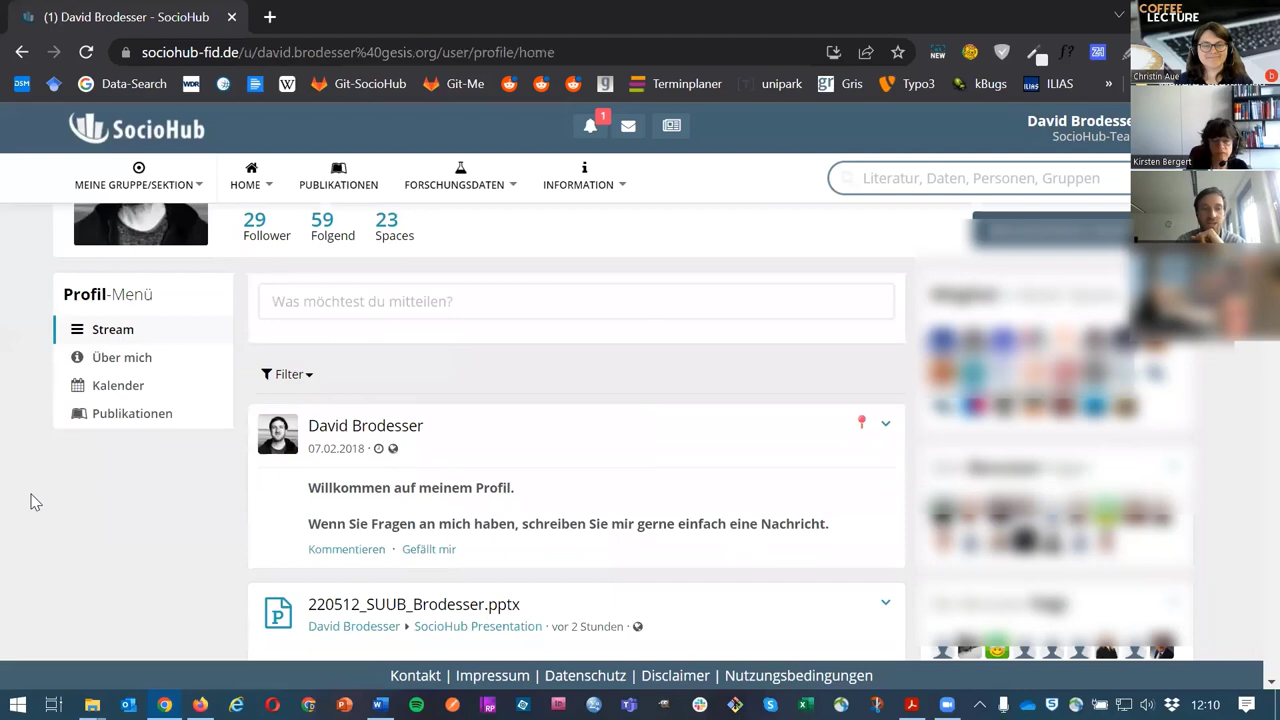 (1) David Brodesser - SocioHub
COFFEE
LECTURE
sociohub-fid.de/u/david.brodesser%40gesis.org/user/profile/home
NEW
Christin Aue
DSM
Data-Search
WDR
Git-SocioHub
Git-M
Terminplaner
unipark
gr Gris
Typo3
kBugs
ILIAS
»
SocioHub
1
David Brodesse
SocioHub-Tea
Kirsten Bergert
MEINE GRUPPE/SEKTION
HOME
PUBLIKATIONEN
FORSCHUNGSDATEN
INFORMATION
Literatur, Daten, Personen, Gruppen
29
Follower
59
Folgend
23
Spaces
Profil-Menü
Stream
Über mich
Kalender
Publikationen
Was möchtest du mitteilen?
Filter
David Brodesser
07.02.2018 ·
Willkommen auf meinem Profil.
Wenn Sie Fragen an mich haben, schreiben Sie mir gerne einfach eine Nachricht.
Kommentieren · Gefällt mir
220512_SUUB_Brodesser.pptx
David Brodesser SocioHub Presentation · vor 2 Stunden ·
Kontakt | Impressum | Datenschutz | Disclaimer | Nutzungsbedingungen
12:10